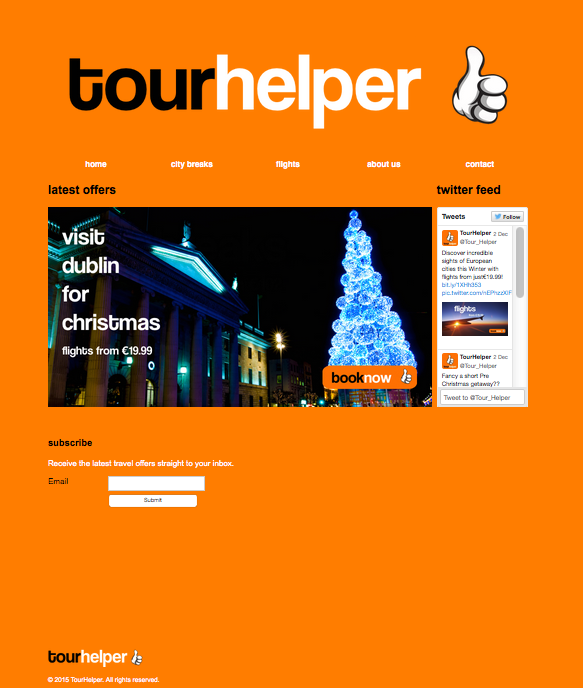 tourhelper
home city breaks flights about us contact
latest offers
twitter feed
visit
dublin
for
christmas
flights from €19.99
booknow
Tweets Follow
TourHelper 2 Dec
@Tour_Helper
Discover incredible
sights of European
cities this Winter with
flights from just€19.99!
bit.ly/1XHh353
pic.twitter.com/nEPhzzXIF
flights
TourHelper 2 Dec
@Tour_Helper
Fancy a short Pre
Christmas getaway??
Tweet to @Tour_Helper
subscribe
Receive the latest travel offers straight to your inbox.
Email
Submit
tourhelper
© 2015 TourHelper. All rights reserved.